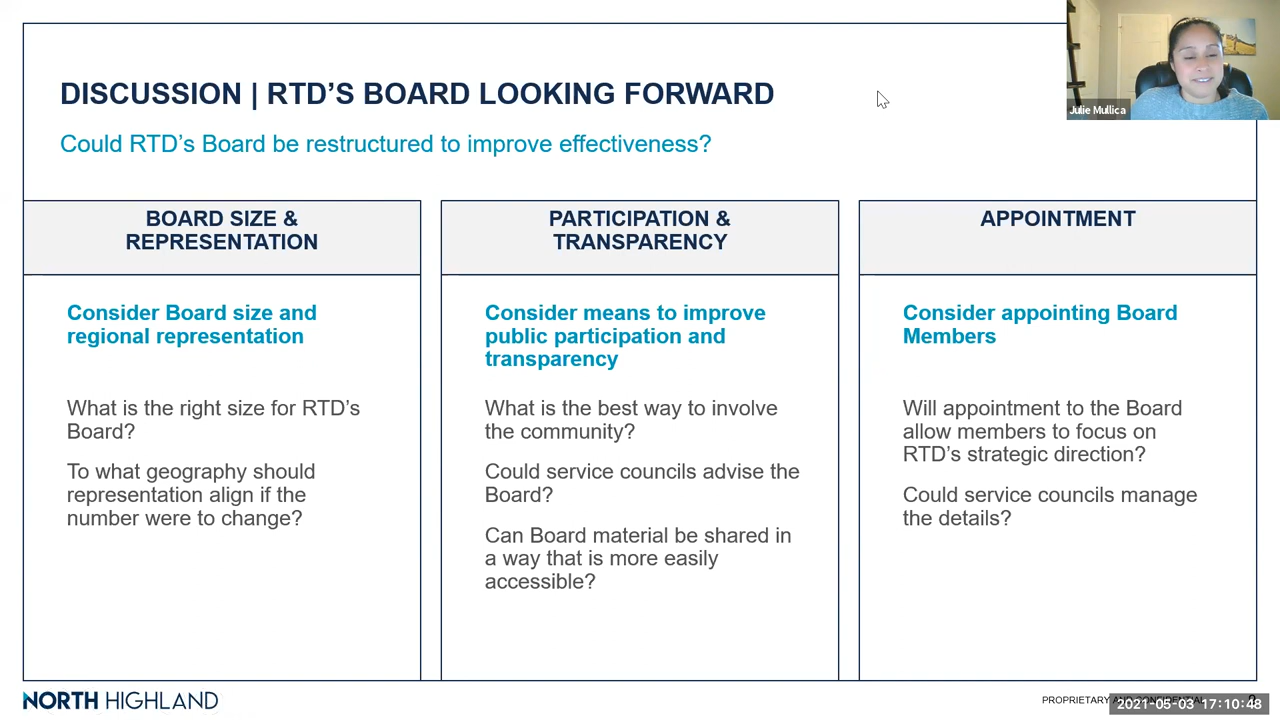 DISCUSSION | RTD'S BOARD LOOKING FORWARD
Could RTD's Board be restructured to improve effectiveness?
Julie Mullica
BOARD SIZE &
REPRESENTATION
Consider Board size and
regional representation
What is the right size for RTD's
Board?
To what geography should
representation align if the
number were to change?
PARTICIPATION &
TRANSPARENCY
Consider means to improve
public participation and
transparency
What is the best way to involve
the community?
Could service councils advise the
Board?
Can Board material be shared in
a way that is more easily
accessible?
APPOINTMENT
Consider appointing Board
Members
Will appointment to the Board
allow members to focus on
RTD's strategic direction?
Could service councils manage
the details?
NORTH HIGHLAND
PROPRIETARY AND CONFIDENTIAL
2021-05-03 17:10:48